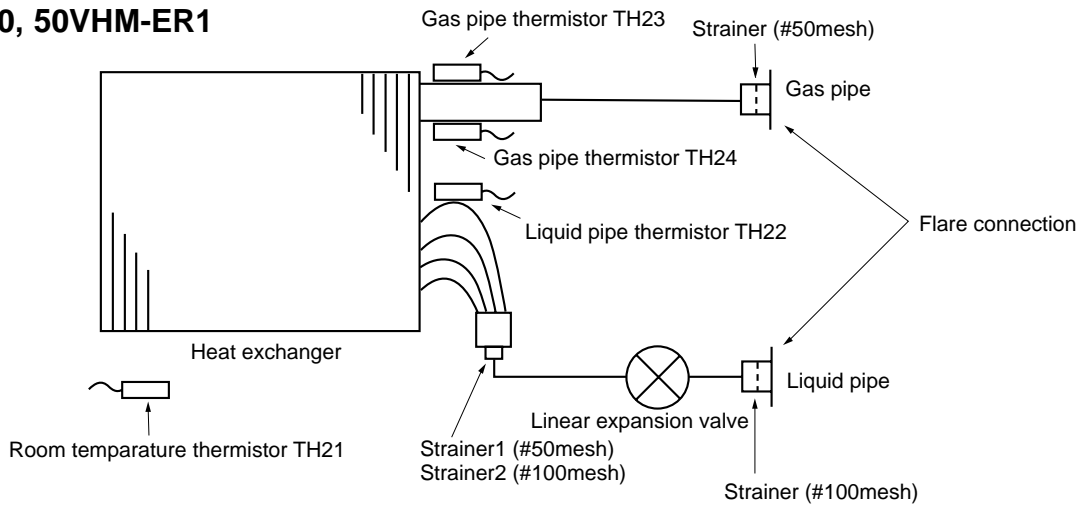 0, 50VHM-ER1
Gas pipe thermistor TH23
Strainer (#50mesh)
Gas pipe
Gas pipe thermistor TH24
Liquid pipe thermistor TH22
Flare connection
Heat exchanger
Liquid pipe
Linear expansion valve
Room temparature thermistor TH21
Strainer1 (#50mesh)
Strainer2 (#100mesh)
Strainer (#100mesh)